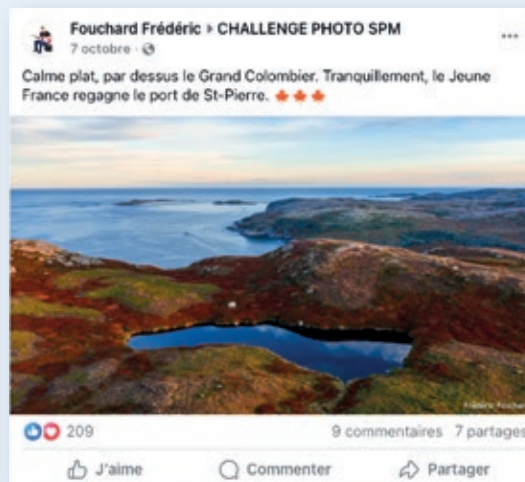 Fouchard Frédéric ▸ CHALLENGE PHOTO SPM
7 octobre ·
Calme plat, par dessus le Grand Colombier. Tranquillement, le Jeune
France regagne le port de St-Pierre. 🍁🍁🍁
209
9 commentaires 7 partages
J'aime Commenter Partager